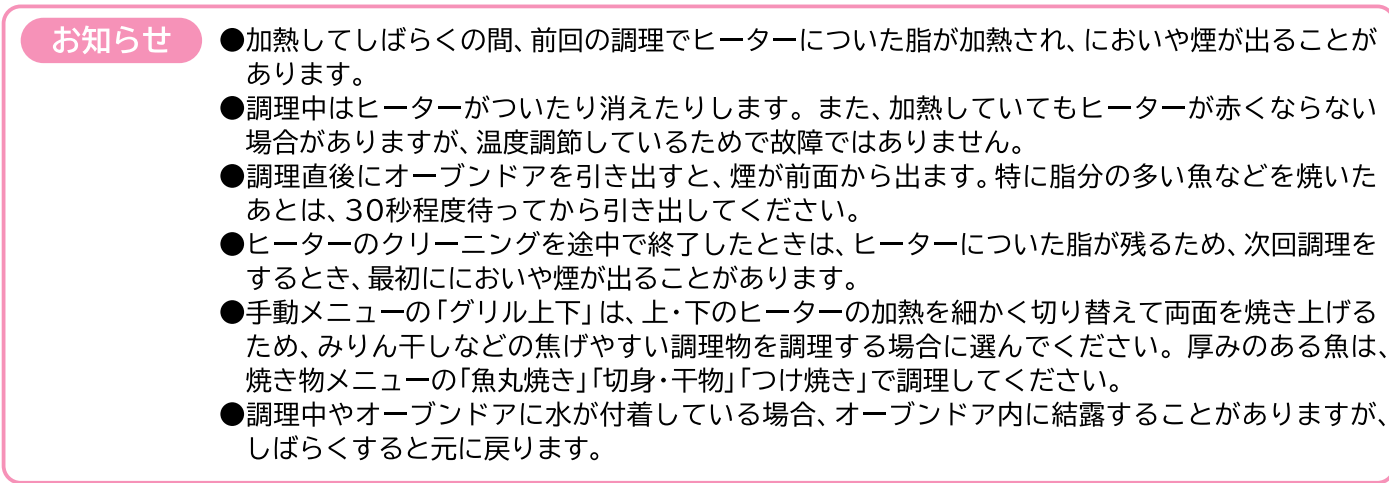 お知らせ
●加熱してしばらくの間、前回の調理でヒーターについた脂が加熱され、においや煙が出ることが
あります。
●調理中はヒーターがついたり消えたりします。また、加熱していてもヒーターが赤くならない
場合がありますが、温度調節しているためで故障ではありません。
●調理直後にオーブンドアを引き出すと、煙が前面から出ます。特に脂分の多い魚などを焼いた
あとは、30秒程度待ってから引き出してください。
●ヒーターのクリーニングを途中で終了したときは、ヒーターについた脂が残るため、次回調理を
するとき、最初ににおいや煙が出ることがあります。
●手動メニューの「グリル上下」は、上・下のヒーターの加熱を細かく切り替えて両面を焼き上げる
ため、みりん干しなどの焦げやすい調理物を調理する場合に選んでください。厚みのある魚は、
焼き物メニューの「魚丸焼き」「切身・干物」「つけ焼き」で調理してください。
●調理中やオーブンドアに水が付着している場合、オーブンドア内に結露することがありますが、
しばらくすると元に戻ります。